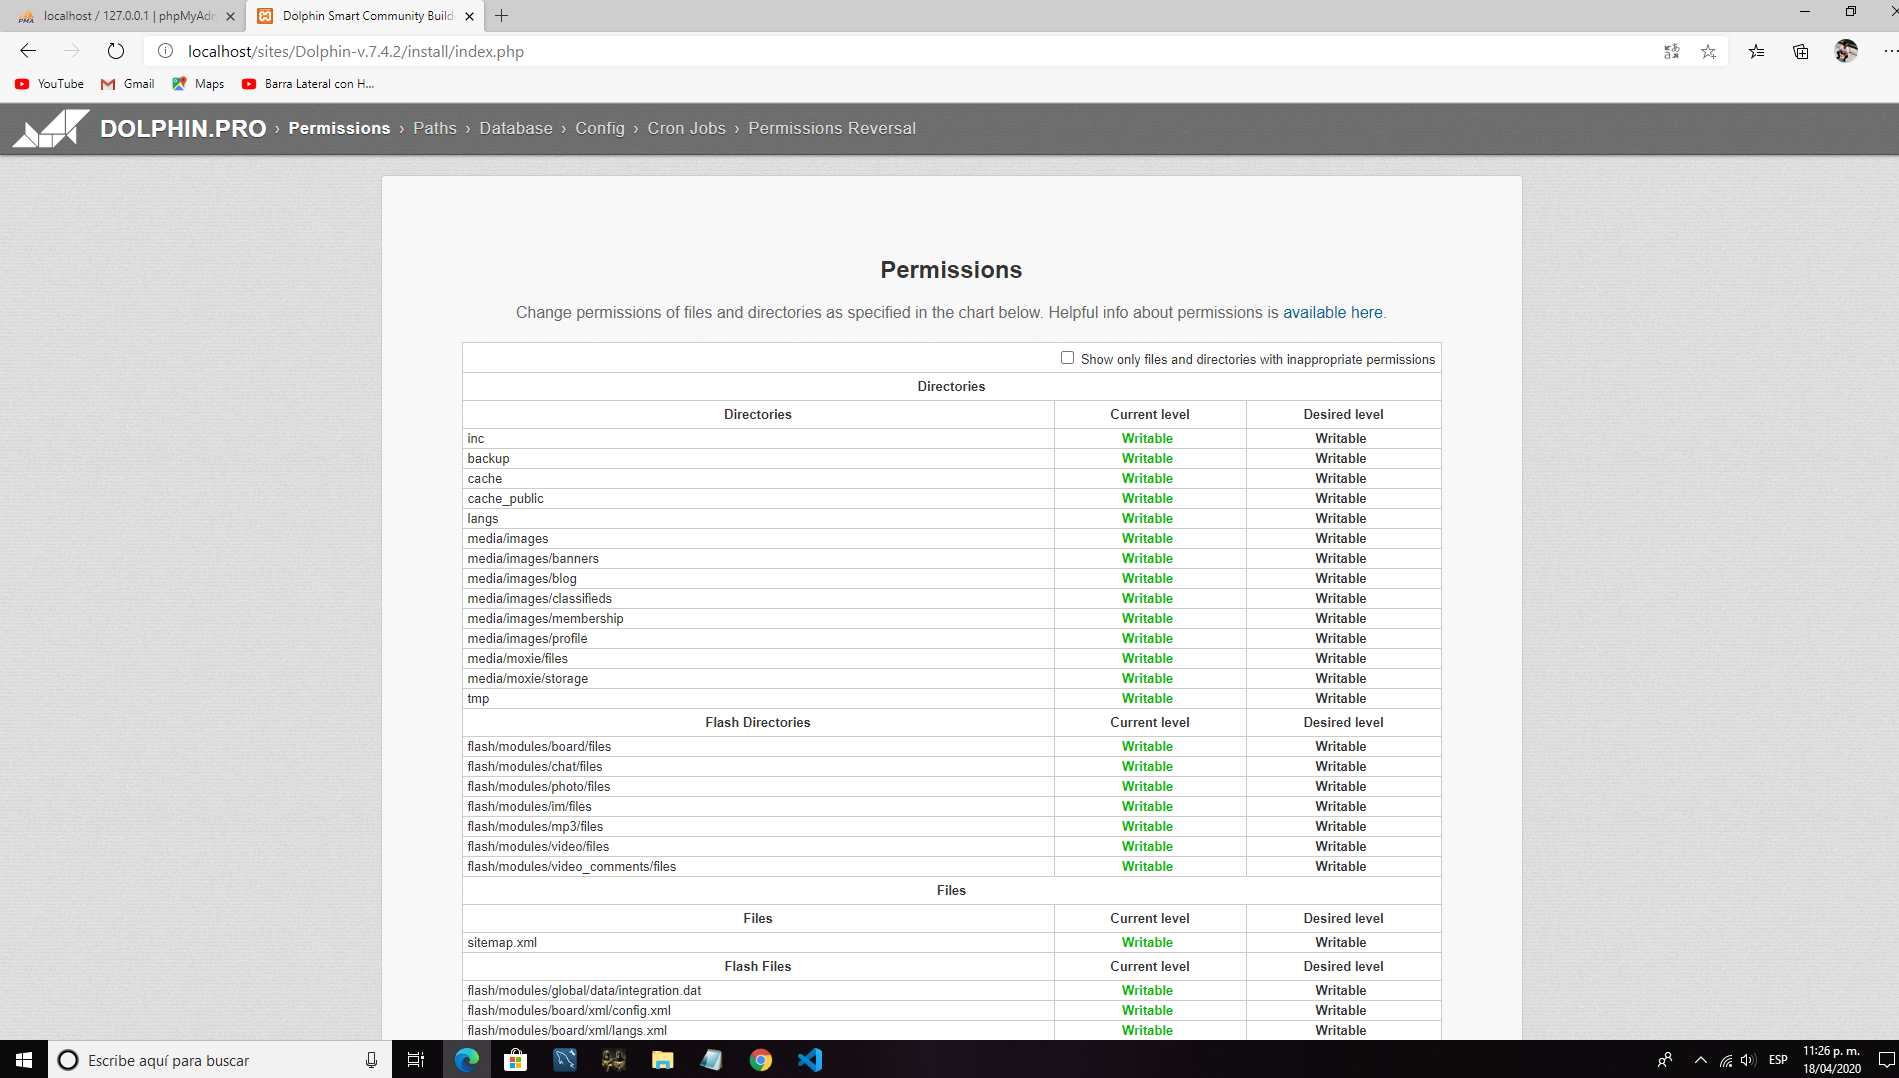 localhost / 127.0.0.1 | phpMyAdr
Dolphin Smart Community Build
localhost/sites/Dolphin-v.7.4.2/install/index.php
YouTube
Gmail
Maps
Barra Lateral con H...
DOLPHIN.PRO › Permissions › Paths › Database › Config › Cron Jobs › Permissions Reversal
Permissions
Change permissions of files and directories as specified in the chart below. Helpful info about permissions is available here.
Show only files and directories with inappropriate permissions
Directories
Directories Current level Desired level
inc Writable Writable
backup Writable Writable
cache Writable Writable
cache_public Writable Writable
langs Writable Writable
media/images Writable Writable
media/images/banners Writable Writable
media/images/blog Writable Writable
media/images/classifieds Writable Writable
media/images/membership Writable Writable
media/images/profile Writable Writable
media/moxie/files Writable Writable
media/moxie/storage Writable Writable
tmp Writable Writable
Flash Directories Current level Desired level
flash/modules/board/files Writable Writable
flash/modules/chat/files Writable Writable
flash/modules/photo/files Writable Writable
flash/modules/im/files Writable Writable
flash/modules/mp3/files Writable Writable
flash/modules/video/files Writable Writable
flash/modules/video_comments/files Writable Writable
Files
Files Current level Desired level
sitemap.xml Writable Writable
Flash Files Current level Desired level
flash/modules/global/data/integration.dat Writable Writable
flash/modules/board/xml/config.xml Writable Writable
flash/modules/board/xml/langs.xml Writable Writable
Escribe aquí para buscar
ESP
11:26 p. m.
18/04/2020